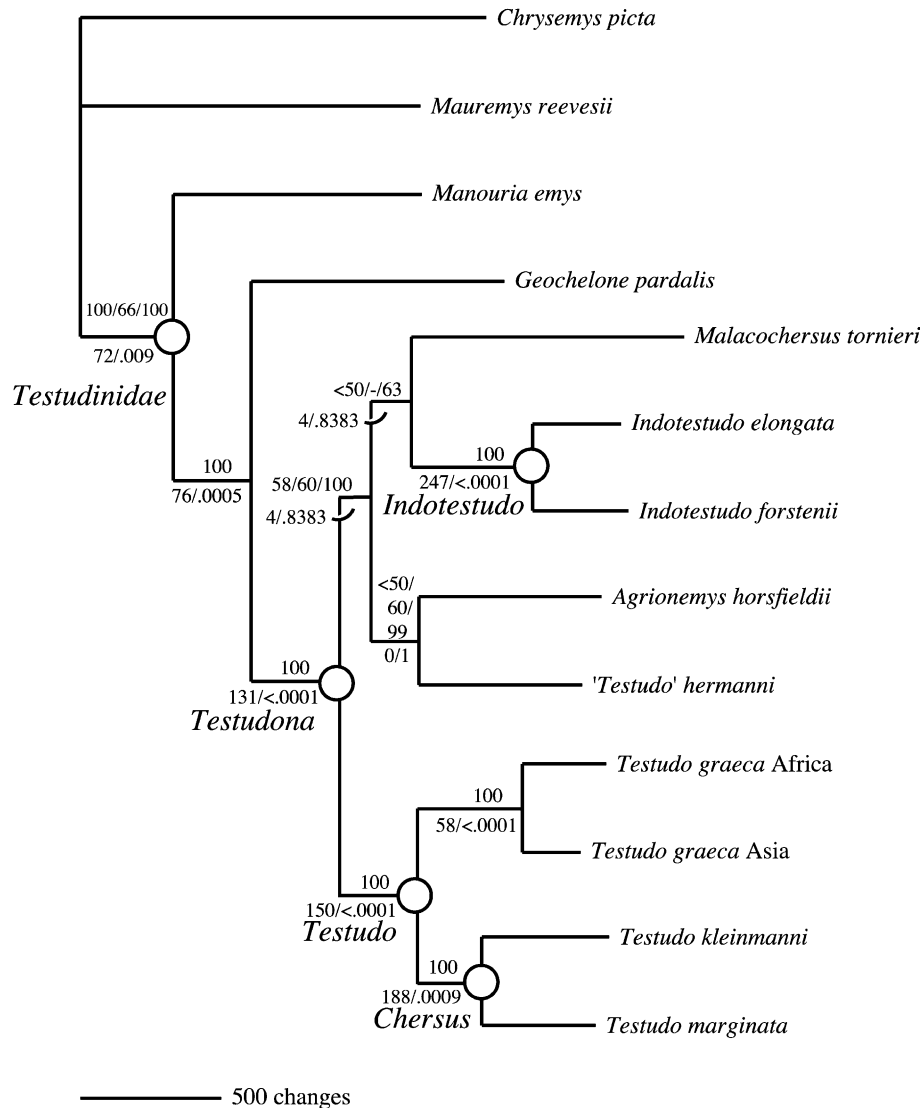 Chrysemys picta
Mauremys reevesii
Manouria emys
Geochelone pardalis
100/66/100
72/.009
Testudinidae
Malacochersus tornieri
<50/-/63
4/.8383
Indotestudo elongata
100
76/.0005
100
247/<.0001
Indotestudo
58/60/100
4/.8383
Indotestudo forstenii
<50/
60/
99
0/1
Agrionemys horsfieldii
100
131/<.0001
Testudona
'Testudo' hermanni
Testudo graeca Africa
100
58/<.0001
Testudo graeca Asia
100
150/<.0001
Testudo
Testudo kleinmanni
100
188/.0009
Chersus
Testudo marginata
500 changes